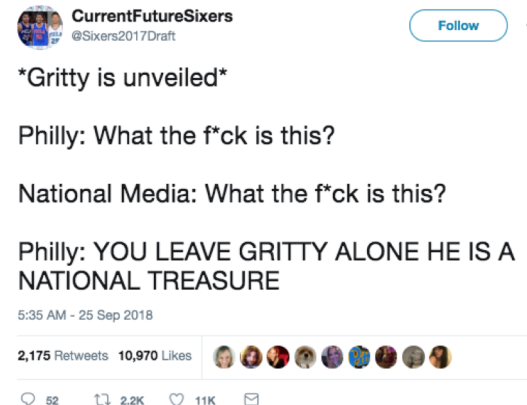 CurrentFutureSixers
@Sixers2017Draft
Follow
*Gritty is unveiled*
Philly: What the f*ck is this?
National Media: What the f*ck is this?
Philly: YOU LEAVE GRITTY ALONE HE IS A
NATIONAL TREASURE
5:35 AM - 25 Sep 2018
2,175 Retweets 10,970 Likes
52 2.2K 11K